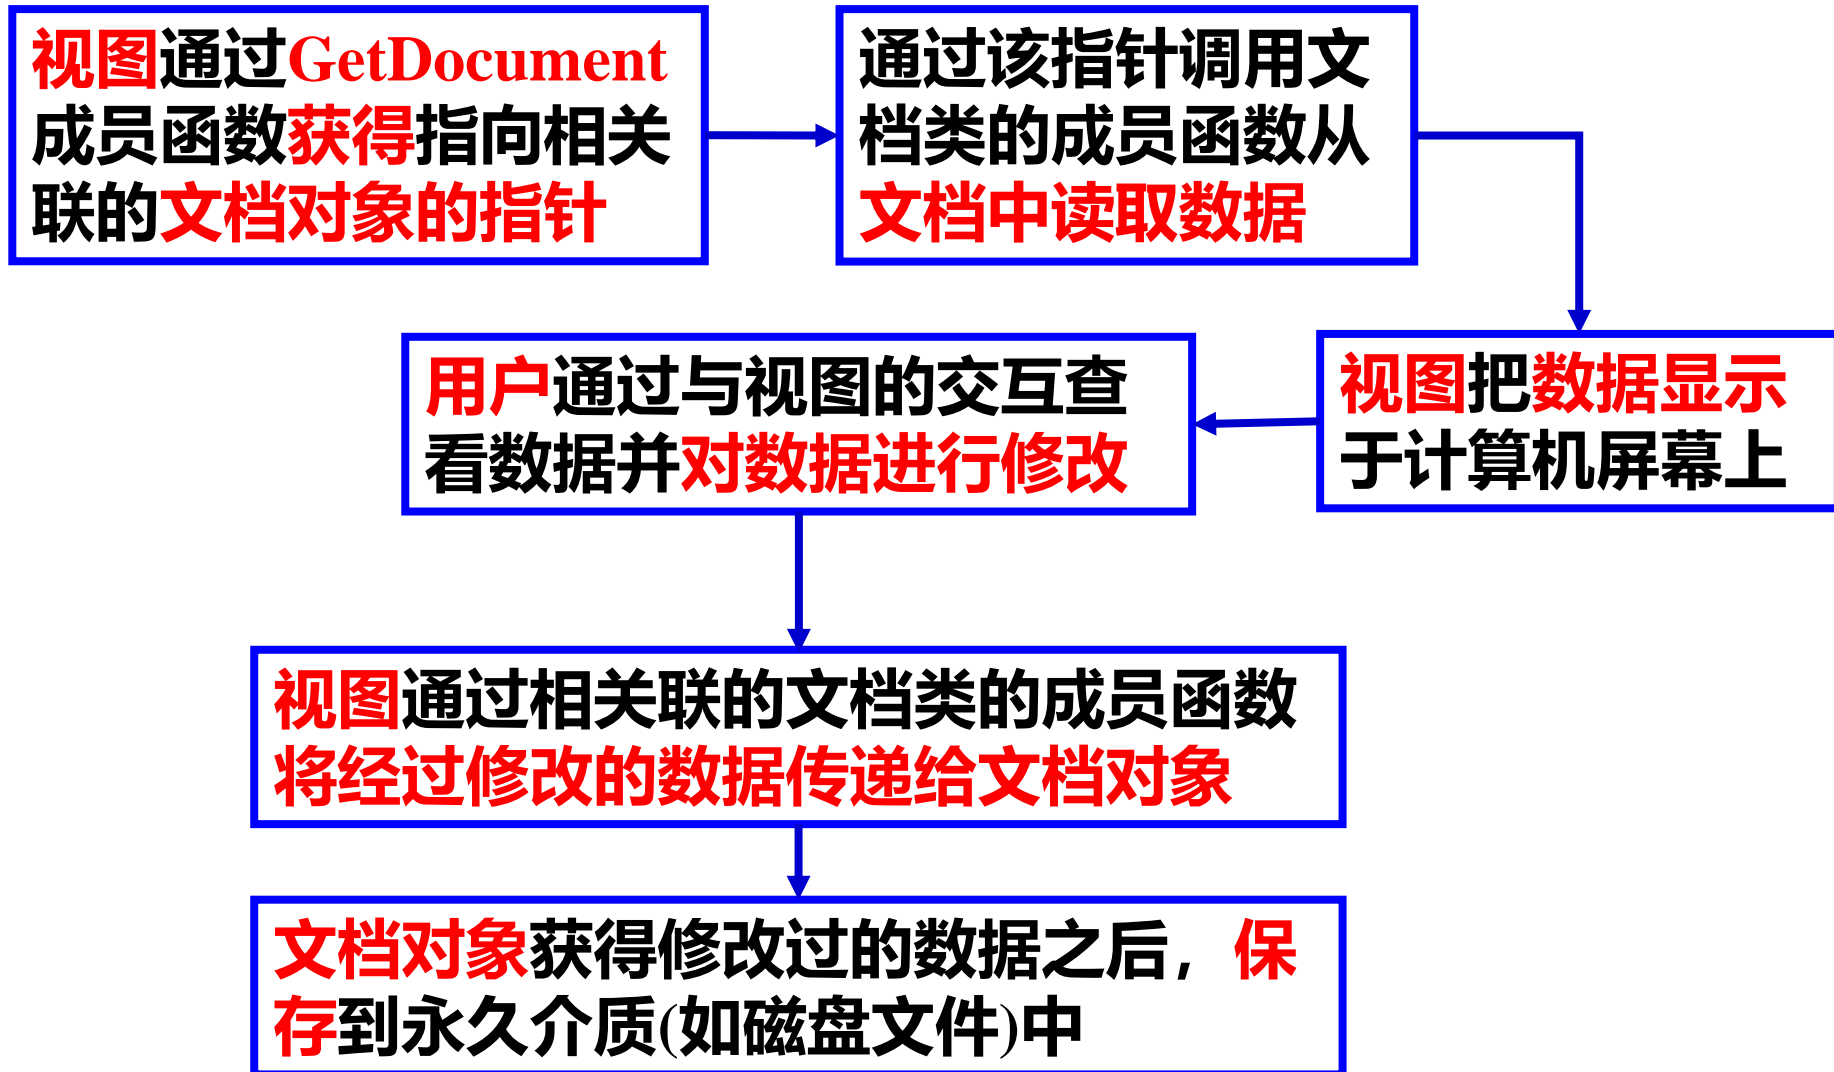 视图通过GetDocument
成员函数获得指向相关
联的文档对象的指针
通过该指针调用文
档类的成员函数从
文档中读取数据
视图把数据显示
于计算机屏幕上
用户通过与视图的交互查
看数据并对数据进行修改
视图通过相关联的文档类的成员函数
将经过修改的数据传递给文档对象
文档对象获得修改过的数据之后，保
存到永久介质(如磁盘文件)中